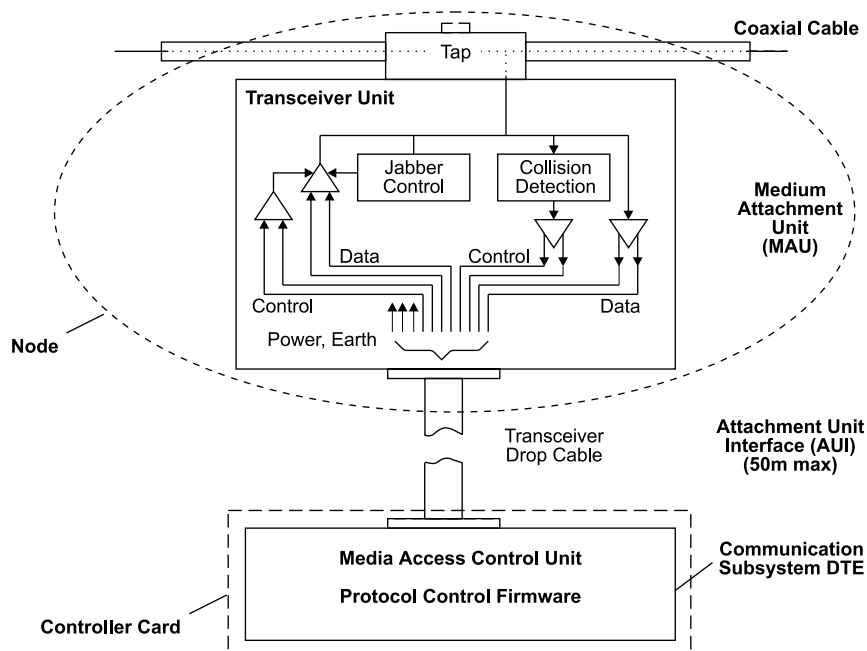 Coaxial Cable
Tap
Transceiver Unit
Jabber
Control
Collision
Detection
Medium
Attachment
Unit
(MAU)
Data
Control
Control
Data
Power, Earth
Node
Transceiver
Drop Cable
Attachment Unit
Interface (AUI)
(50m max)
Media Access Control Unit
Protocol Control Firmware
Communication
Subsystem DTE
Controller Card